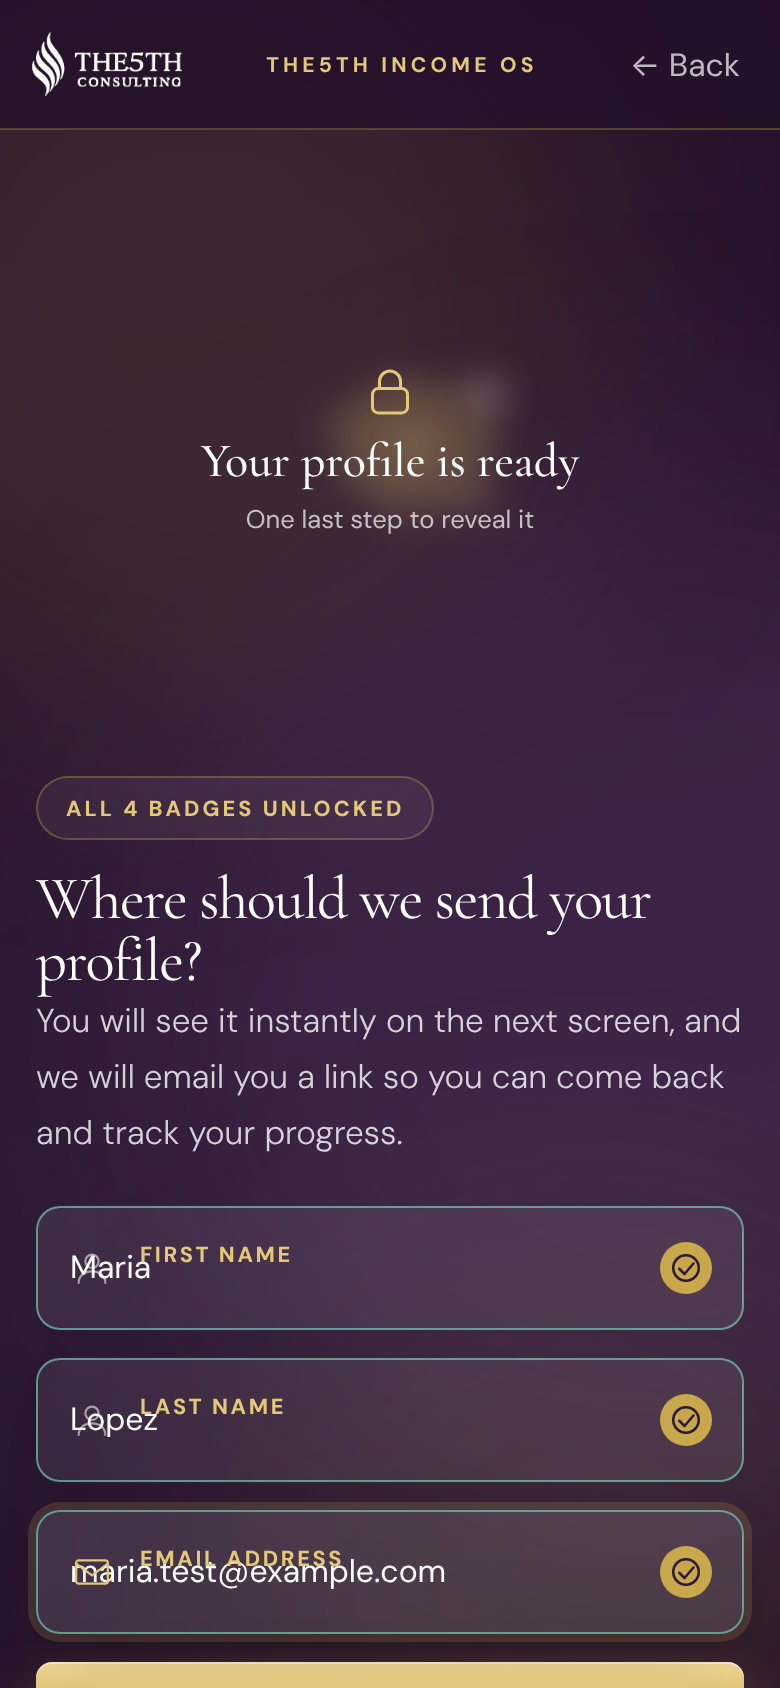 THE5TH
CONSULTING
THE5TH INCOME OS
← Back
Your profile is ready
One last step to reveal it
ALL 4 BADGES UNLOCKED
Where should we send your
profile?
You will see it instantly on the next screen, and
we will email you a link so you can come back
and track your progress.
FIRST NAME
Maria
LAST NAME
Lopez
EMAIL ADDRESS
maria.test@example.com